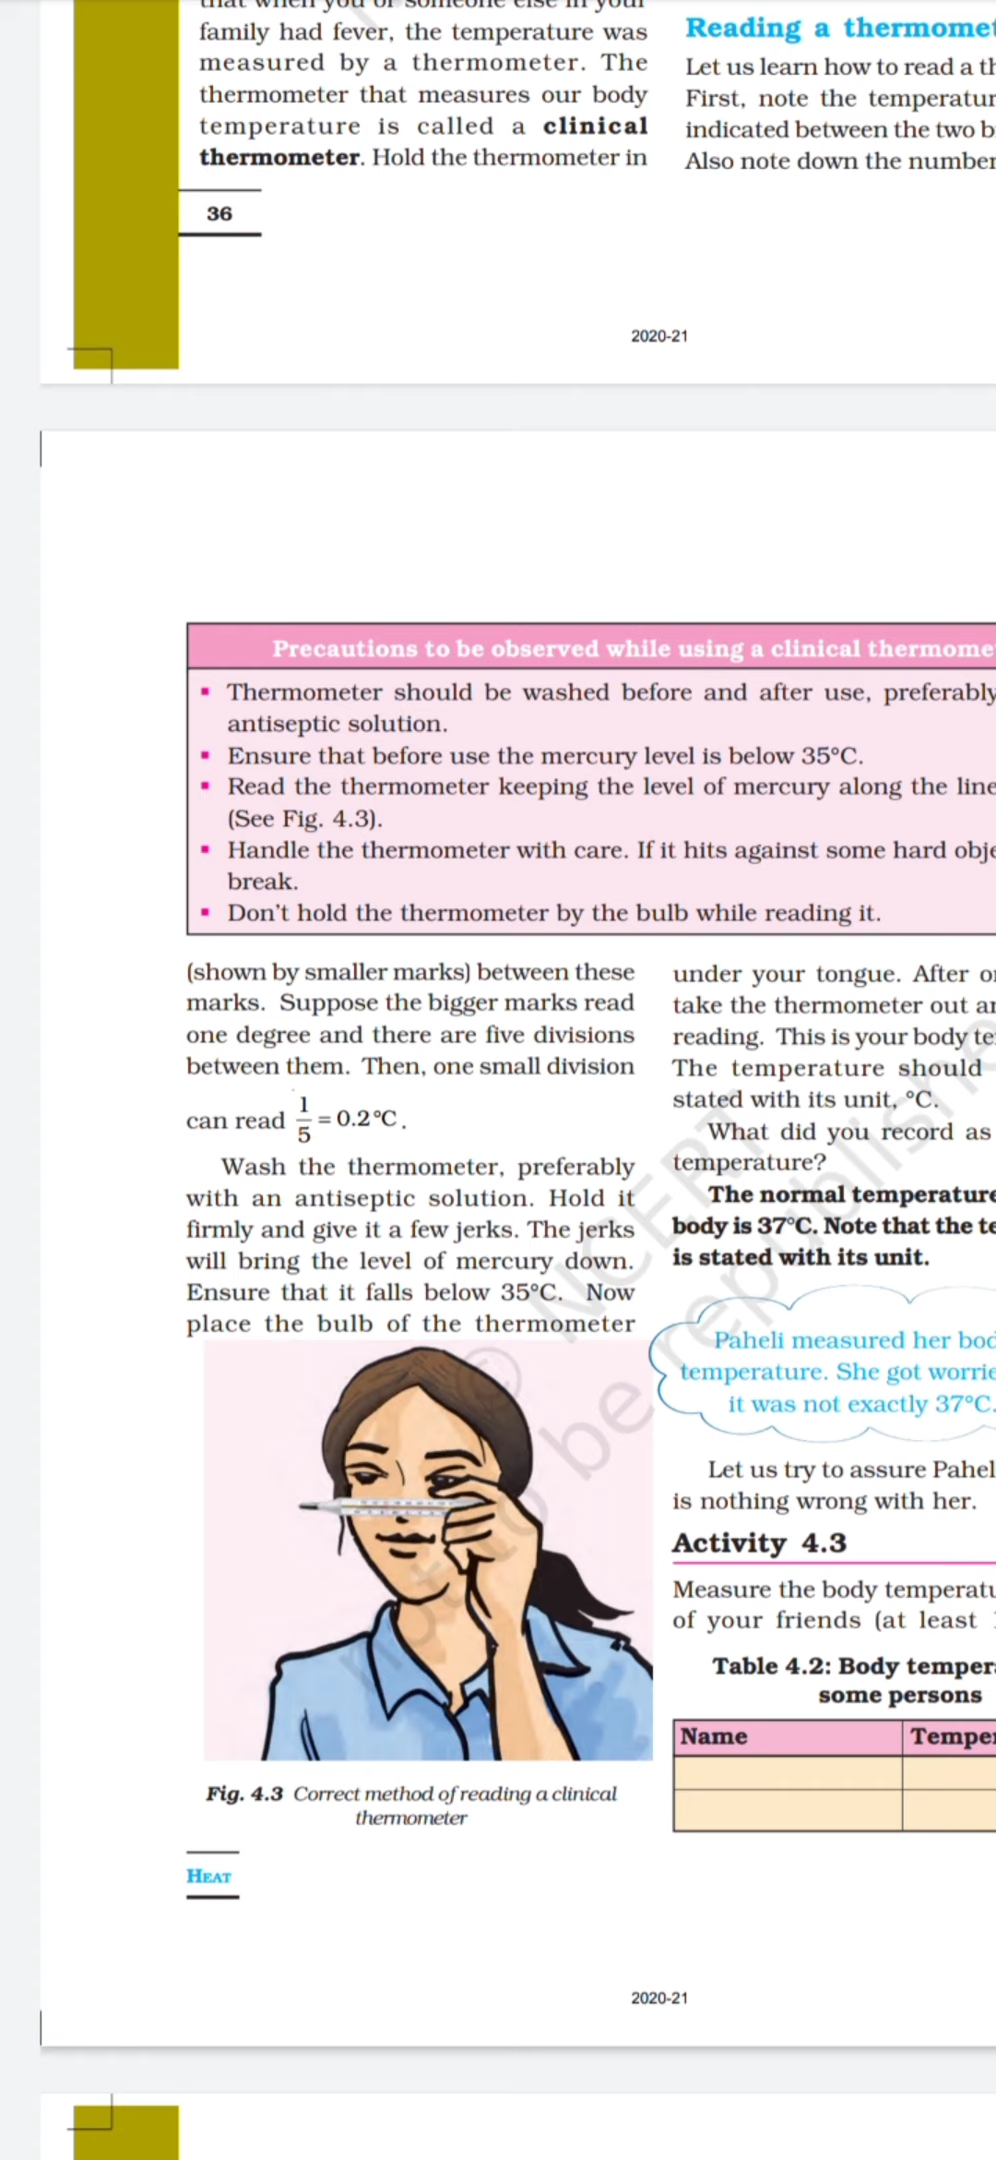 that when you or someone else in your
family had fever, the temperature was
measured by a thermometer. The
thermometer that measures our body
temperature is called a clinical
thermometer. Hold the thermometer in
36
Reading a thermomet
Let us learn how to read a th
First, note the temperatur
indicated between the two b
Also note down the number
2020-21
Precautions to be observed while using a clinical thermome
▪ Thermometer should be washed before and after use, preferably
antiseptic solution.
▪ Ensure that before use the mercury level is below 35°C.
▪ Read the thermometer keeping the level of mercury along the line
(See Fig. 4.3).
▪ Handle the thermometer with care. If it hits against some hard obje
break.
▪ Don't hold the thermometer by the bulb while reading it.
(shown by smaller marks) between these
marks. Suppose the bigger marks read
one degree and there are five divisions
between them. Then, one small division
can read 1/5 = 0.2°C.
Wash the thermometer, preferably
with an antiseptic solution. Hold it
firmly and give it a few jerks. The jerks
will bring the level of mercury down.
Ensure that it falls below 35°C. Now
place the bulb of the thermometer
Fig. 4.3 Correct method of reading a clinical
thermometer
HEAT
under your tongue. After o
take the thermometer out a
reading. This is your body te
The temperature should
stated with its unit, °C.
What did you record as
temperature?
The normal temperature
body is 37°C. Note that the te
is stated with its unit.
Paheli measured her bod
temperature. She got worrie
it was not exactly 37°C.
Let us try to assure Pahel
is nothing wrong with her.
Activity 4.3
Measure the body temperatu
of your friends (at least
Table 4.2: Body temper
some persons
Name Temper
© NCERT
not to be republishe
2020-21